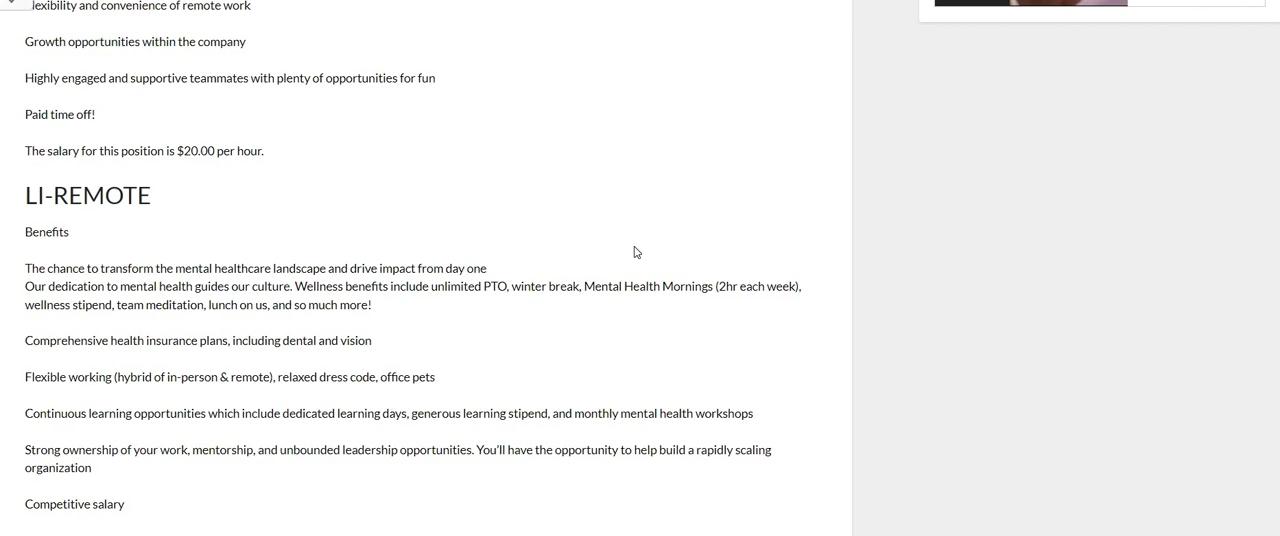 flexibility and convenience of remote work
Growth opportunities within the company
Highly engaged and supportive teammates with plenty of opportunities for fun
Paid time off!
The salary for this position is $20.00 per hour.
LI-REMOTE
Benefits
The chance to transform the mental healthcare landscape and drive impact from day one
Our dedication to mental health guides our culture. Wellness benefits include unlimited PTO, winter break, Mental Health Mornings (2hr each week),
wellness stipend, team meditation, lunch on us, and so much more!
Comprehensive health insurance plans, including dental and vision
Flexible working (hybrid of in-person & remote), relaxed dress code, office pets
Continuous learning opportunities which include dedicated learning days, generous learning stipend, and monthly mental health workshops
Strong ownership of your work, mentorship, and unbounded leadership opportunities. You’ll have the opportunity to help build a rapidly scaling
organization
Competitive salary